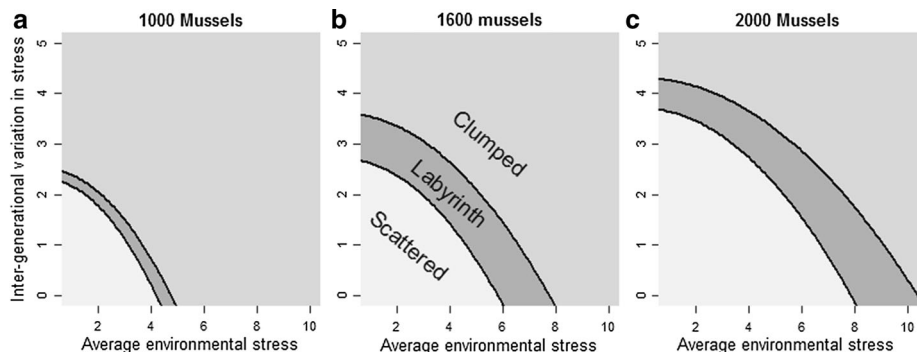 a 1000 Mussels
b 1600 mussels
c 2000 Mussels
Inter-generational variation in stress
5
4
3
2
1
0
2 4 6 8 10
Average environmental stress
5
4
3
2
1
0
Clumped
Labyrinth
Scattered
2 4 6 8 10
Average environmental stress
5
4
3
2
1
0
2 4 6 8 10
Average environmental stress